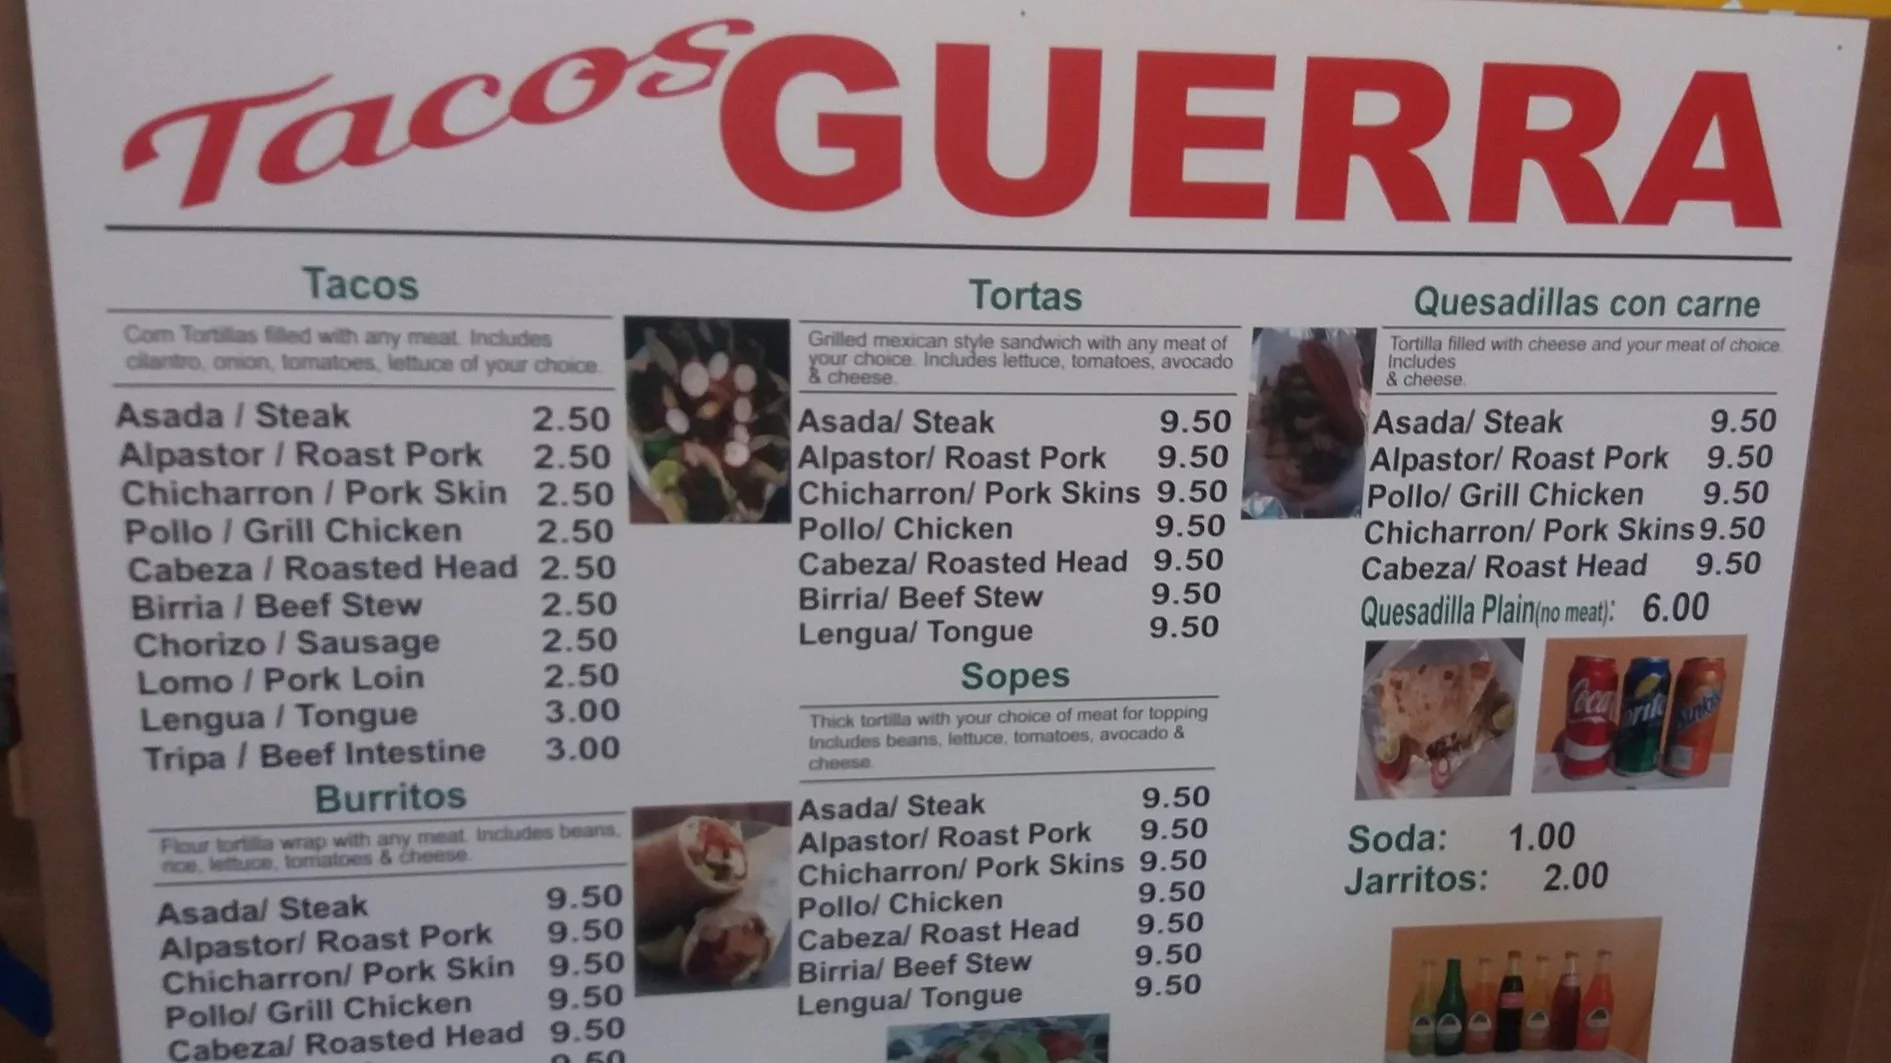 Tacos GUERRA
Tacos
Corn Tortillas filled with any meat. Includes
cilantro, onion, tomatoes, lettuce of your choice.
Asada / Steak 2.50
Alpastor / Roast Pork 2.50
Chicharron / Pork Skin 2.50
Pollo / Grill Chicken 2.50
Cabeza / Roasted Head 2.50
Birria / Beef Stew 2.50
Chorizo / Sausage 2.50
Lomo / Pork Loin 2.50
Lengua / Tongue 3.00
Tripa / Beef Intestine 3.00
Burritos
Flour tortilla wrap with any meat. Includes beans,
rice, lettuce, tomatoes & cheese.
Asada/ Steak 9.50
Alpastor/ Roast Pork 9.50
Chicharron/ Pork Skin 9.50
Pollo/ Grill Chicken 9.50
Cabeza/ Roasted Head 9.50
9.50
Tortas
Grilled mexican style sandwich with any meat of
your choice. Includes lettuce, tomatoes, avocado
& cheese.
Asada/ Steak 9.50
Alpastor/ Roast Pork 9.50
Chicharron/ Pork Skins 9.50
Pollo/ Chicken 9.50
Cabeza/ Roasted Head 9.50
Birria/ Beef Stew 9.50
Lengua/ Tongue 9.50
Sopes
Thick tortilla with your choice of meat for topping
Includes beans, lettuce, tomatoes, avocado &
cheese.
Asada/ Steak 9.50
Alpastor/ Roast Pork 9.50
Chicharron/ Pork Skins 9.50
Pollo/ Chicken 9.50
Cabeza/ Roast Head 9.50
Birria/ Beef Stew 9.50
Lengua/ Tongue 9.50
Quesadillas con carne
Tortilla filled with cheese and your meat of choice.
Includes
& cheese.
Asada/ Steak 9.50
Alpastor/ Roast Pork 9.50
Pollo/ Grill Chicken 9.50
Chicharron/ Pork Skins 9.50
Cabeza/ Roast Head 9.50
Quesadilla Plain(no meat): 6.00
Coca prite Sunkis
Soda: 1.00
Jarritos: 2.00